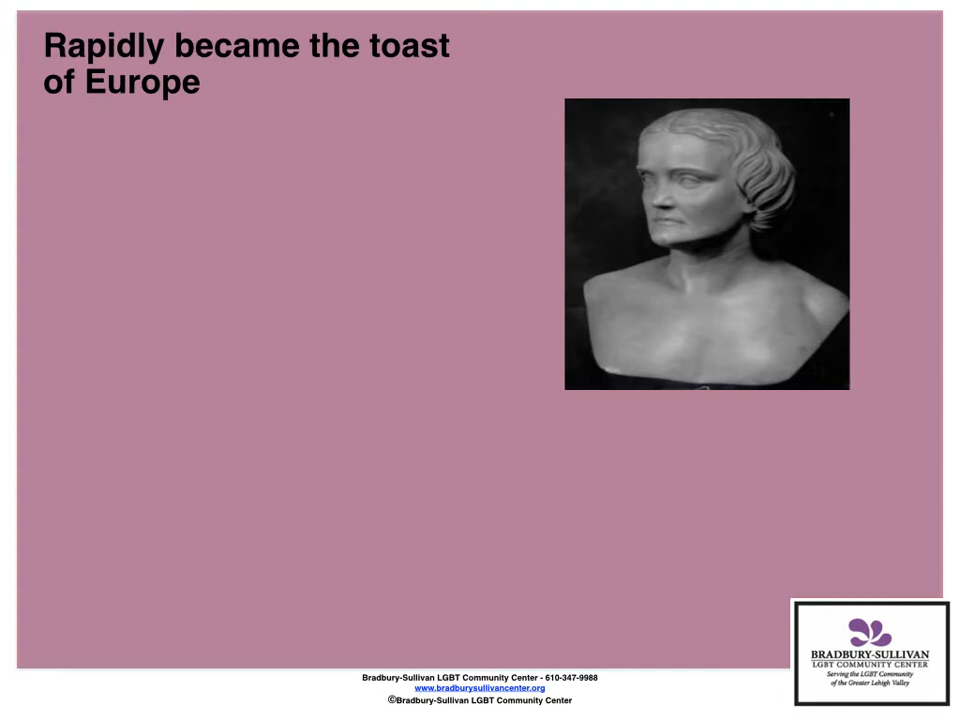 Rapidly became the toast
of Europe
BRADBURY-SULLIVAN
LGBT COMMUNITY CENTER
Serving the LGBT Community
of the Greater Lehigh Valley
Bradbury-Sullivan LGBT Community Center - 610-347-9988
www.bradburysullivancenter.org
©Bradbury-Sullivan LGBT Community Center